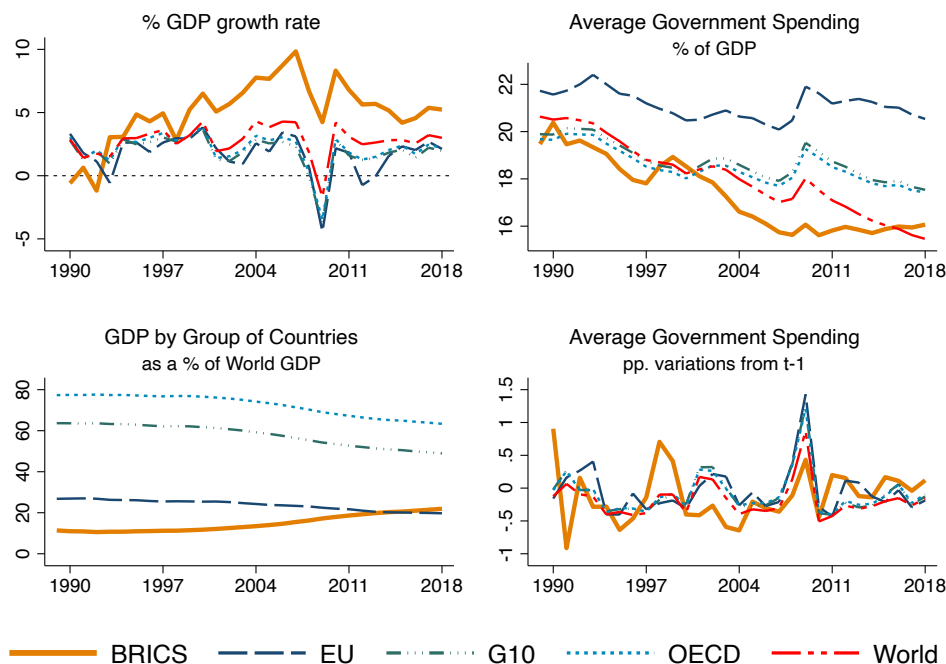 % GDP growth rate
10
5
0
-5
1990 1997 2004 2011 2018
Average Government Spending
% of GDP
22
20
18
16
1990 1997 2004 2011 2018
GDP by Group of Countries
as a % of World GDP
80
60
40
20
0
1990 1997 2004 2011 2018
Average Government Spending
pp. variations from t-1
1.5
1
.5
0
-.5
-1
1990 1997 2004 2011 2018
BRICS EU G10 OECD World